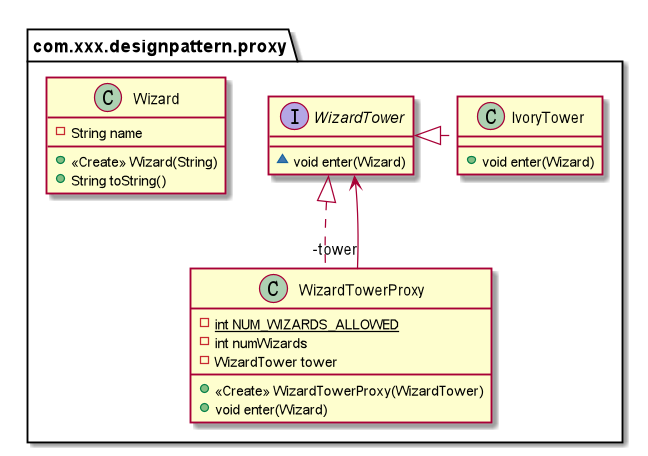 com.xxx.designpattern.proxy
C Wizard
String name
«Create» Wizard(String)
String toString()
I WizardTower
void enter(Wizard)
C IvoryTower
void enter(Wizard)
-tower
C WizardTowerProxy
int NUM_WIZARDS_ALLOWED
int numWizards
WizardTower tower
«Create» WizardTowerProxy(WizardTower)
void enter(Wizard)